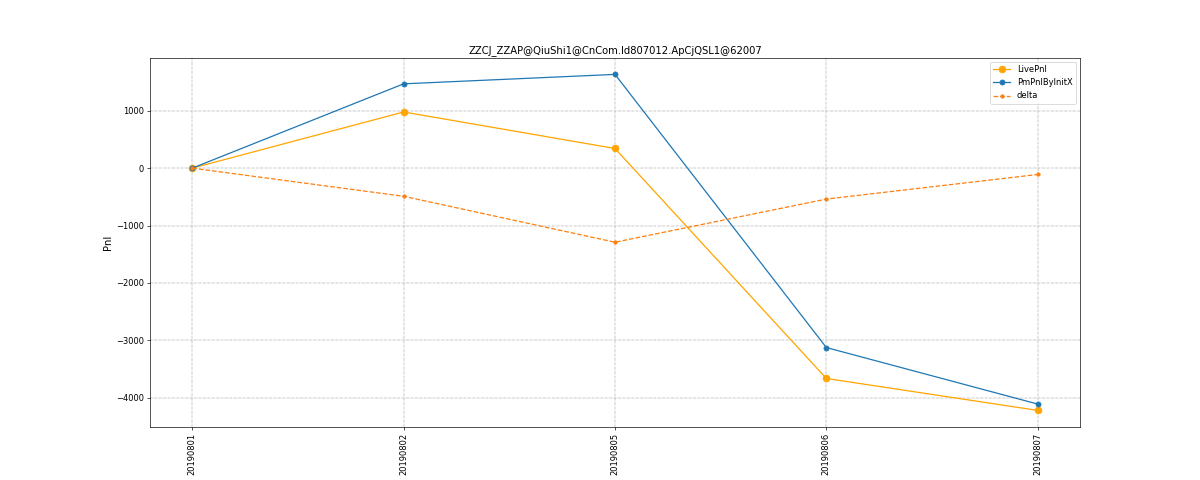 ZZCJ_ZZAP@QiuShi1@CnCom.Id807012.ApCjQSL1@62007
LivePnl
PmPnlByInitX
delta
1000
0
−1000
−2000
−3000
−4000
Pnl
20190801
20190802
20190805
20190806
20190807